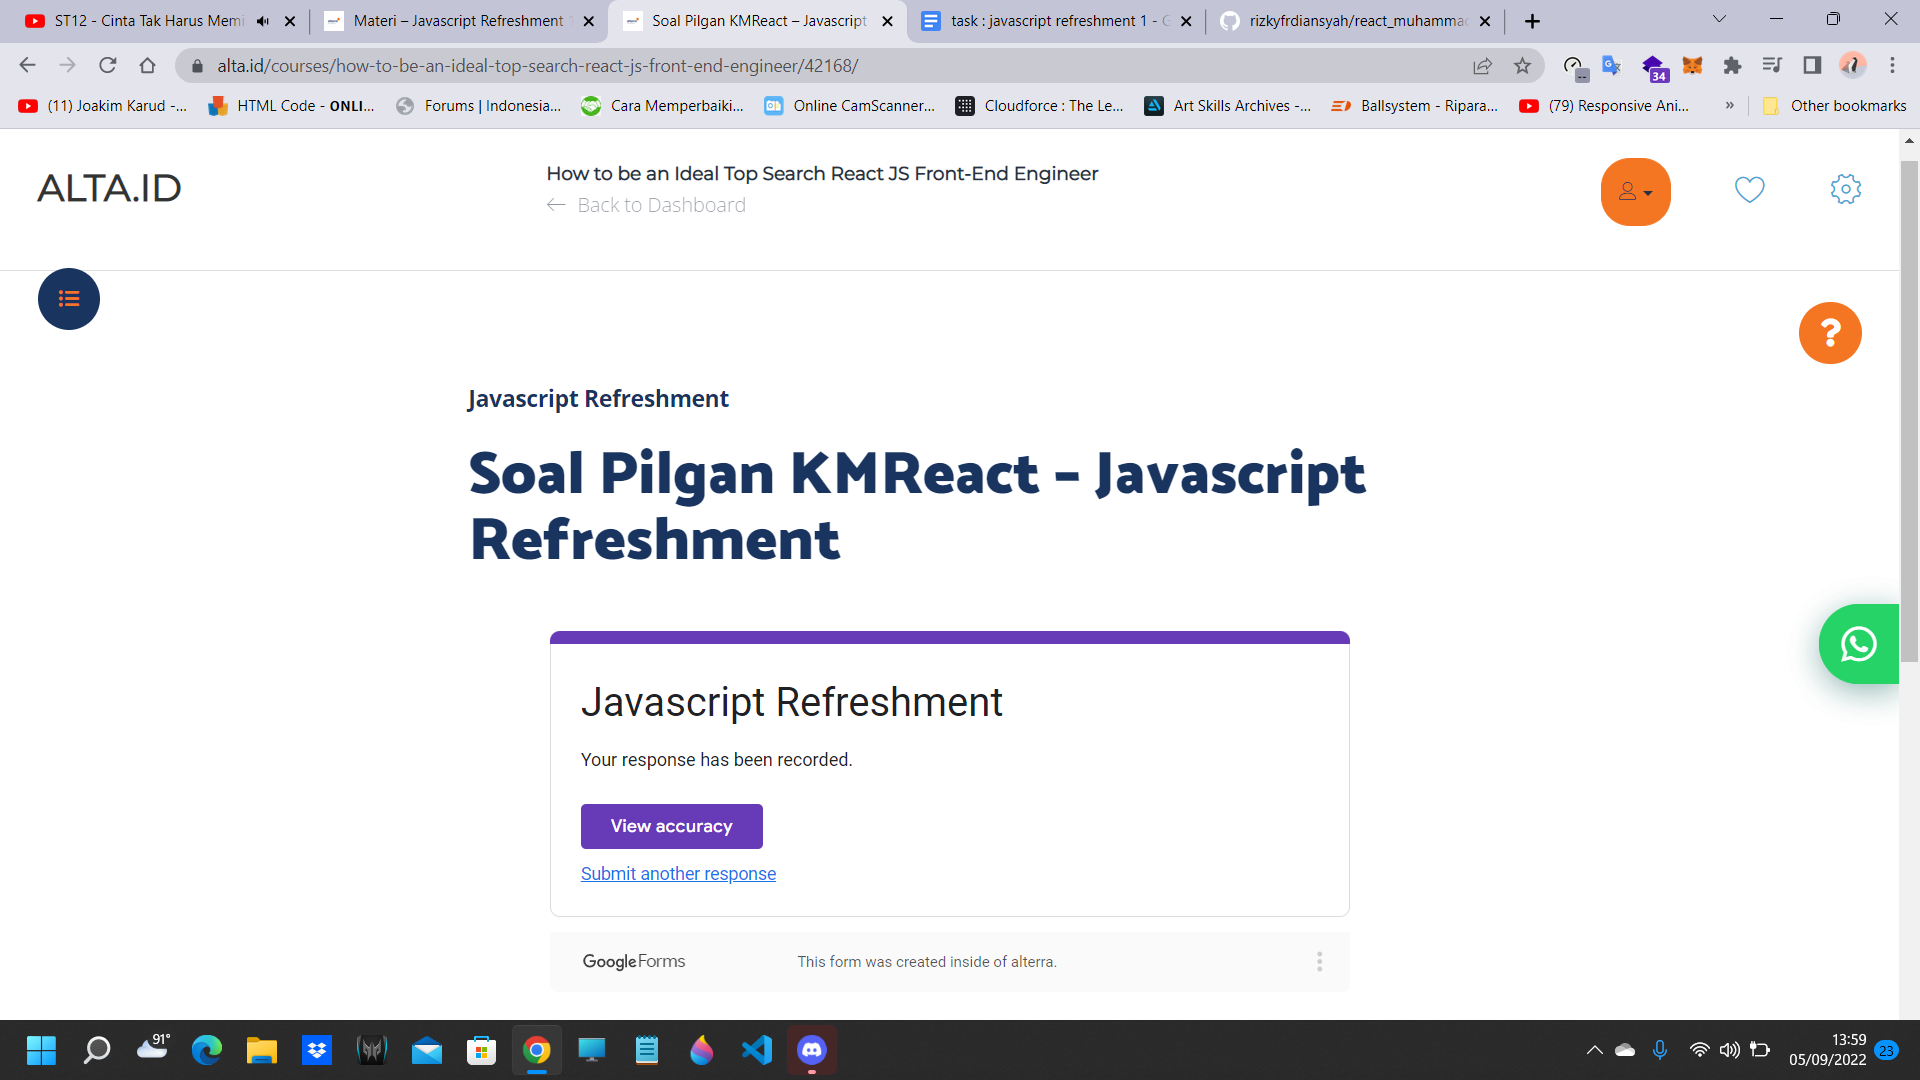 ST12 - Cinta Tak Harus Memi
Materi – Javascript Refreshment
Soal Pilgan KMReact – Javascript
task : javascript refreshment 1 - G
rizkyfrdiansyah/react_muhammad
alta.id/courses/how-to-be-an-ideal-top-search-react-js-front-end-engineer/42168/
34
(11) Joakim Karud -...
HTML Code - ONLI...
Forums | Indonesia...
Cara Memperbaiki...
Online CamScanner...
Cloudforce : The Le...
Art Skills Archives -...
Ballsystem - Ripara...
(79) Responsive Ani...
»
Other bookmarks
ALTA.ID
How to be an Ideal Top Search React JS Front-End Engineer
← Back to Dashboard
?
Javascript Refreshment
Soal Pilgan KMReact – Javascript
Refreshment
Javascript Refreshment
Your response has been recorded.
View accuracy
Submit another response
Google Forms
This form was created inside of alterra.
91°
13:59
05/09/2022
23